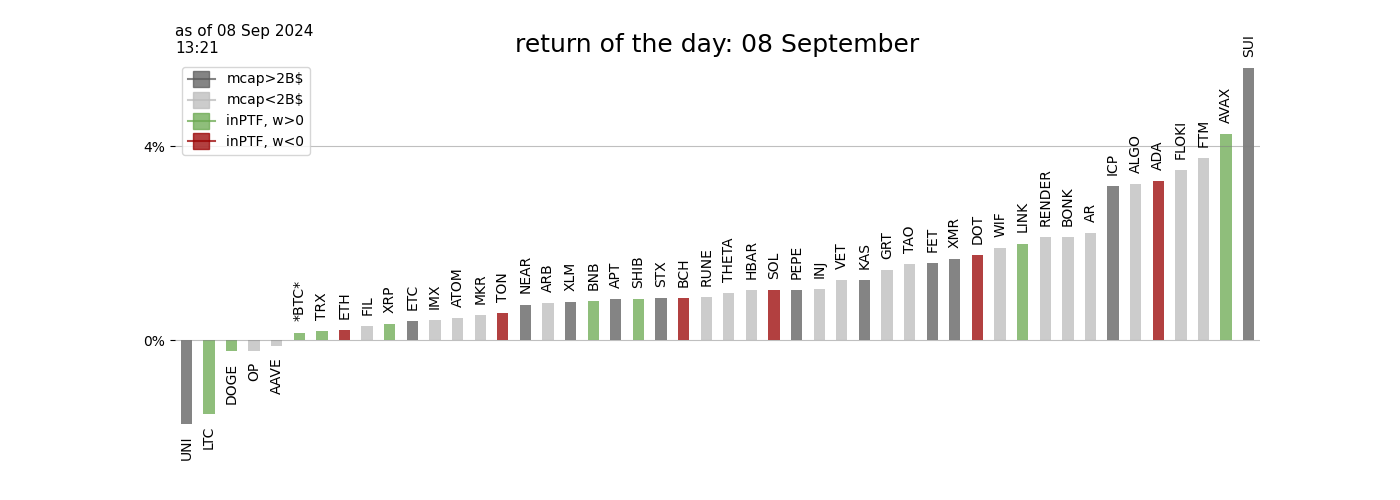 as of 08 Sep 2024
13:21
return of the day: 08 September
mcap>2B$
mcap<2B$
inPTF, w>0
inPTF, w<0
4%
0%
UNI
LTC
DOGE
OP
AAVE
*BTC*
TRX
ETH
FIL
XRP
ETC
IMX
ATOM
MKR
TON
NEAR
ARB
XLM
BNB
APT
SHIB
STX
BCH
RUNE
THETA
HBAR
SOL
PEPE
INJ
VET
KAS
GRT
TAO
FET
XMR
DOT
WIF
LINK
RENDER
BONK
AR
ICP
ALGO
ADA
FLOKI
FTM
AVAX
SUI